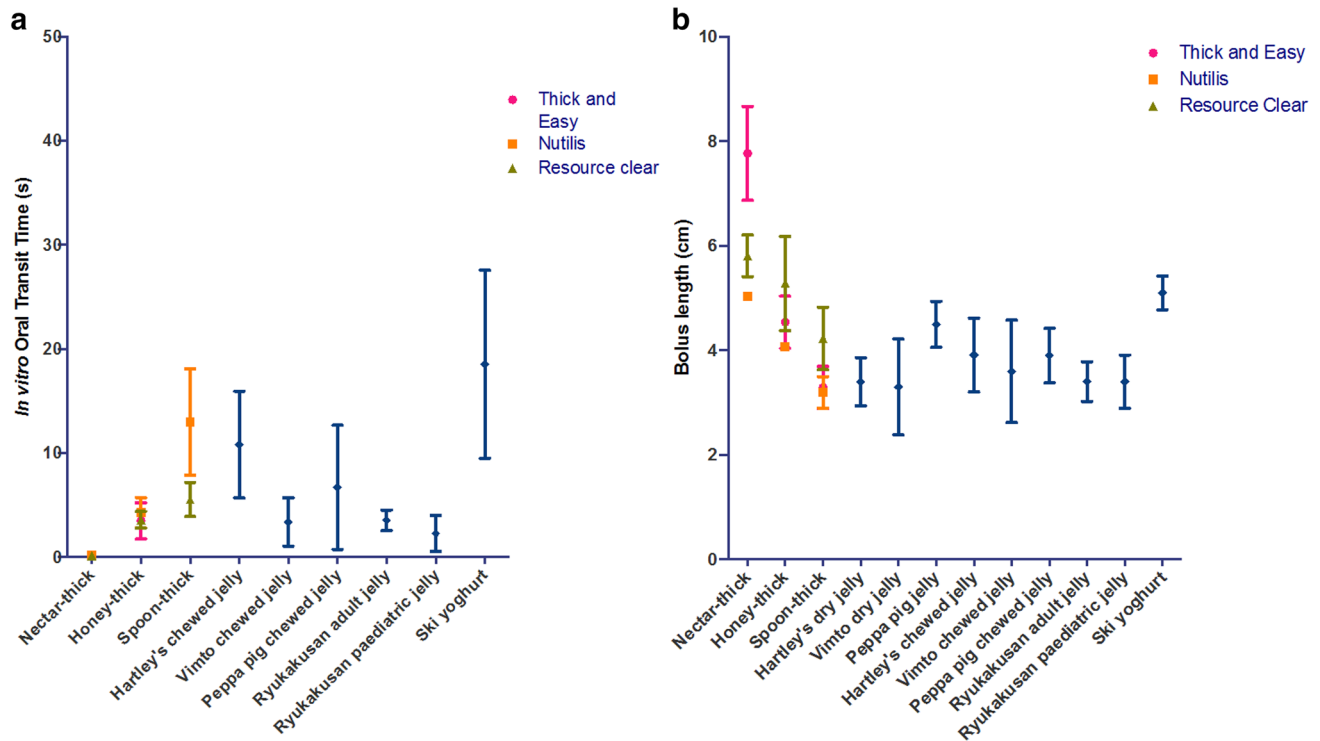 a
50
40
30
20
10
0
In vitro Oral Transit Time (s)
Thick and
Easy
Nutilis
Resource clear
Nectar-thick
Honey-thick
Spoon-thick
Hartley's chewed jelly
Vimto chewed jelly
Peppa pig chewed jelly
Ryukakusan adult jelly
Ryukakusan paediatric jelly
Ski yoghurt
b
10
8
6
4
2
0
Bolus length (cm)
Thick and Easy
Nutilis
Resource Clear
Nectar-thick
Honey-thick
Spoon-thick
Hartley's dry jelly
Vimto dry jelly
Peppa pig jelly
Hartley's chewed jelly
Vimto chewed jelly
Peppa pig chewed jelly
Ryukakusan adult jelly
Ryukakusan paediatric jelly
Ski yoghurt